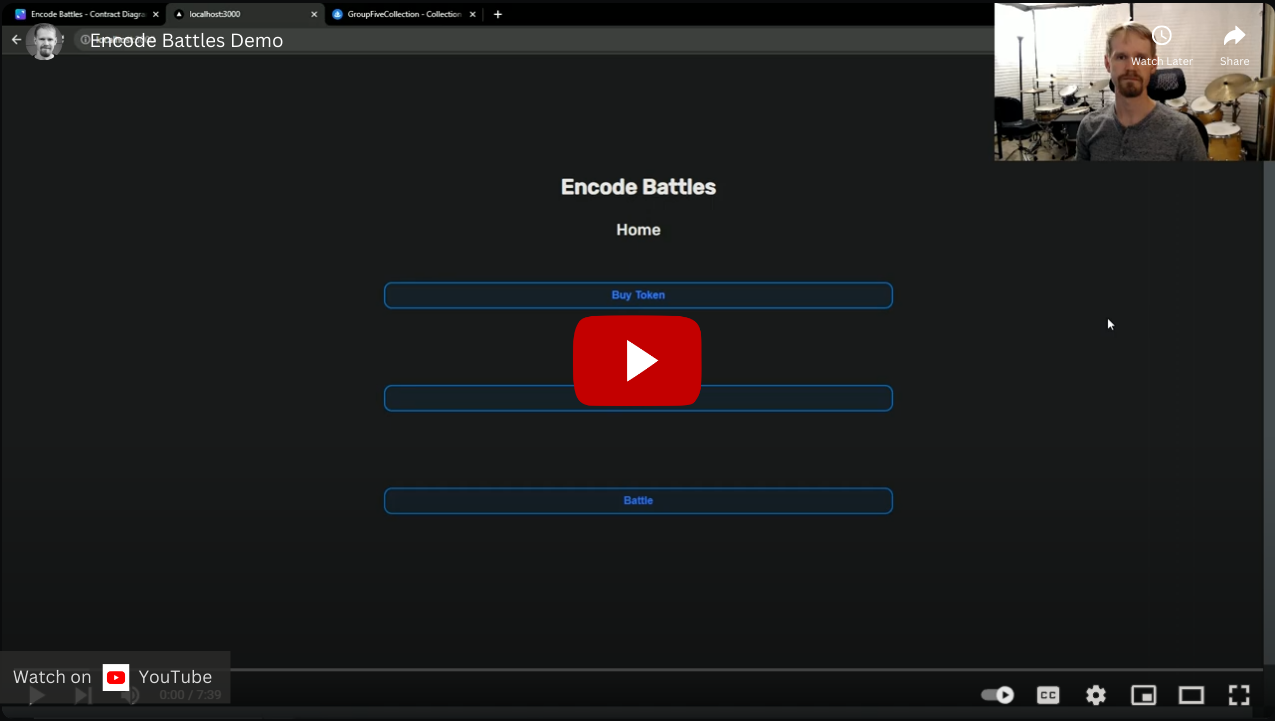 Encode Battles - Contract Diagra
localhost:3000
GroupFiveCollection - Collection
Encode Battles Demo
Watch Later
Share
Encode Battles
Home
Buy Token
Battle
Watch on YouTube
0:00 / 7:39
CC